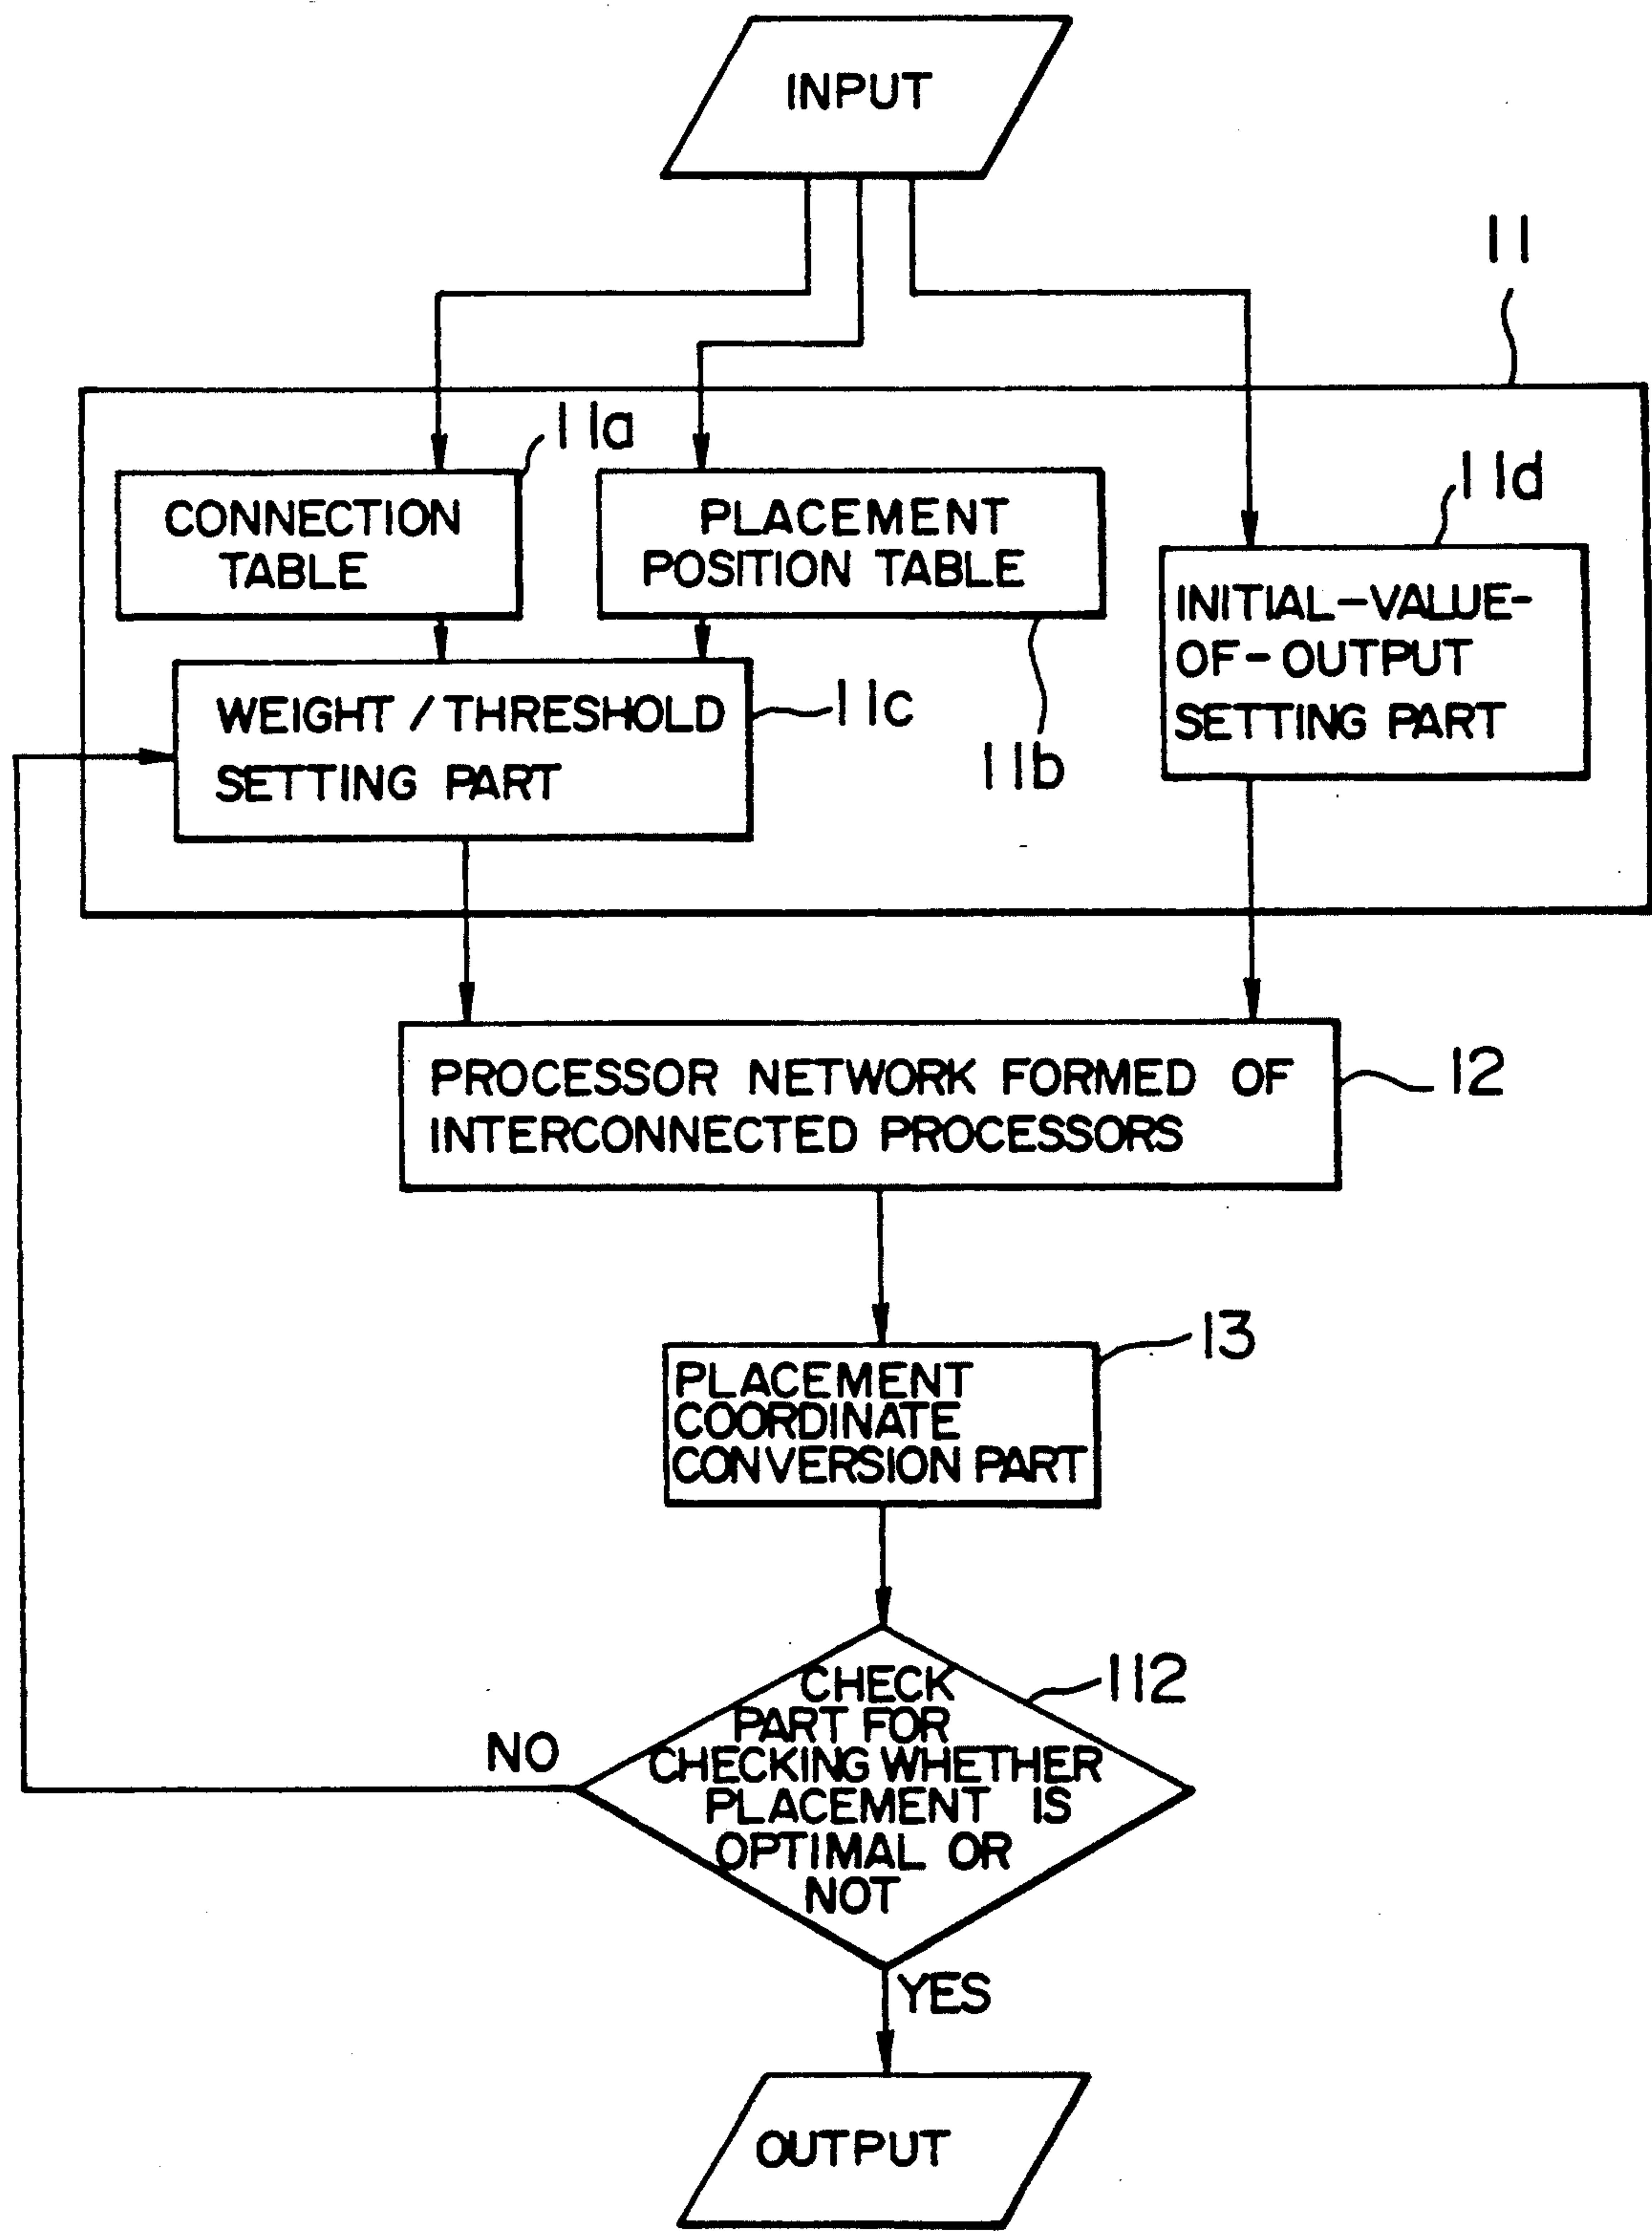 INPUT
11
11a
CONNECTION
TABLE
PLACEMENT
POSITION TABLE
11d
INITIAL-VALUE-
OF-OUTPUT
SETTING PART
WEIGHT / THRESHOLD
SETTING PART
11c
11b
PROCESSOR NETWORK FORMED OF
INTERCONNECTED PROCESSORS
12
13
PLACEMENT
COORDINATE
CONVERSION PART
112
CHECK
PART FOR
CHECKING WHETHER
PLACEMENT IS
OPTIMAL OR
NOT
NO
YES
OUTPUT